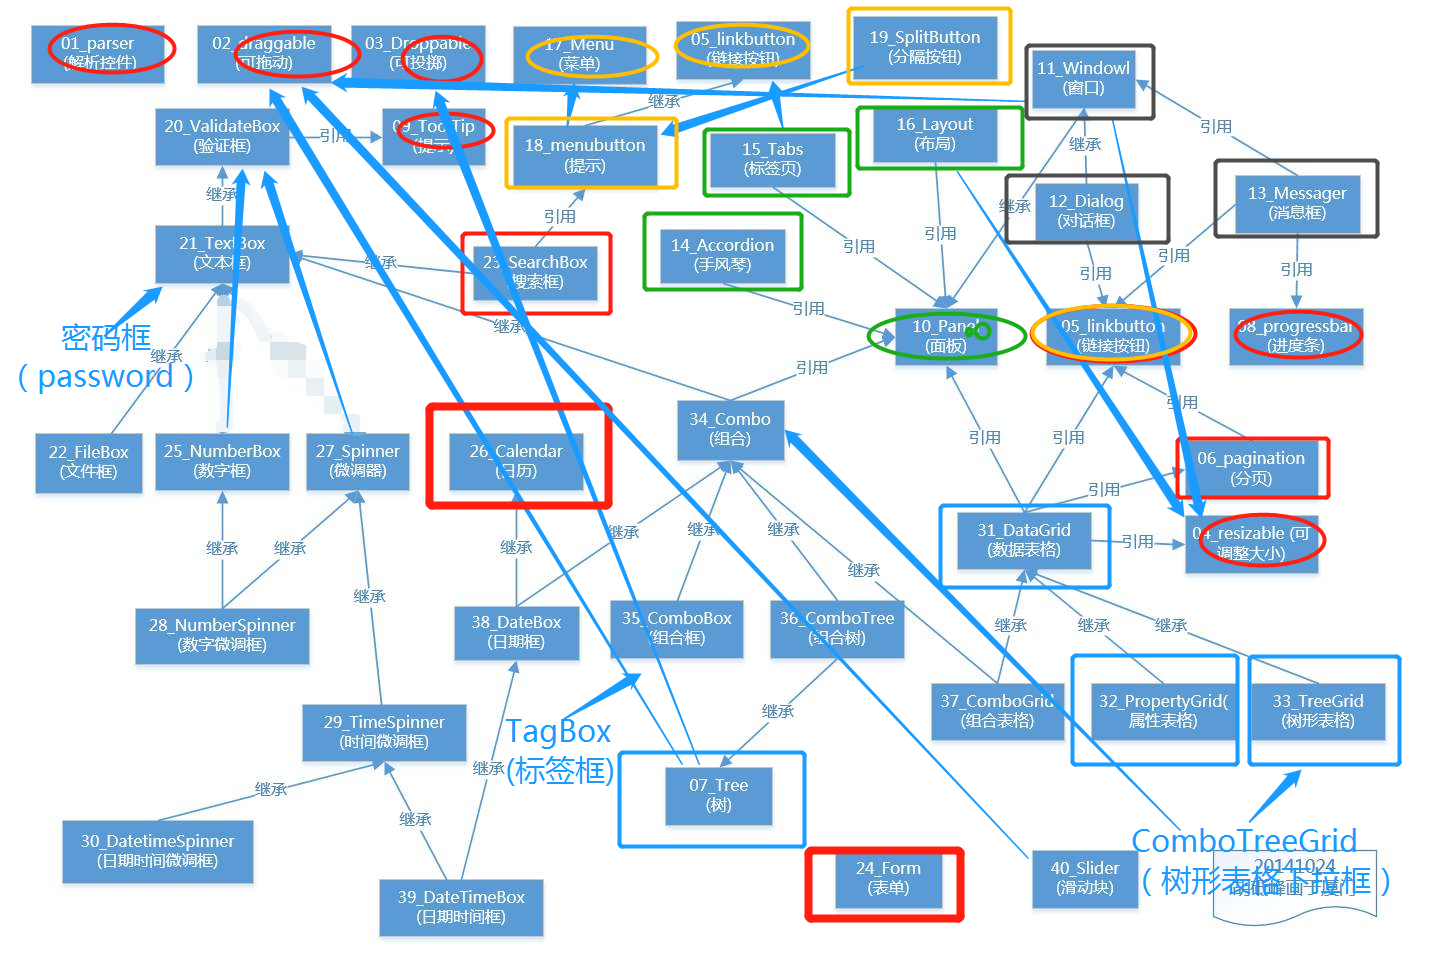 01_parser
(解析控件)
02_draggable
(可拖动)
03_Droppable
(可投掷)
17_Menu
(菜单)
05_linkbutton
(链接按钮)
19_SplitButton
(分隔按钮)
11_Windowl
(窗口)
继承
20_ValidateBox
(验证框)
引用
09_ToolTip
(提示)
18_menubutton
(提示)
15_Tabs
(标签页)
16_Layout
(布局)
继承
引用
继承
12_Dialog
(对话框)
13_Messager
(消息框)
引用
继承
21_TextBox
(文本框)
继承
23_SearchBox
(搜索框)
14_Accordion
(手风琴)
引用
引用
引用
引用
引用
引用
10_Panel
(面板)
05_linkbutton
(链接按钮)
08_progressbar
(进度条)
密码框
（password）
继承
继承
引用
引用
34_Combo
(组合)
22_FileBox
(文件框)
25_NumberBox
(数字框)
27_Spinner
(微调器)
26_Calendar
(日历)
引用
引用
06_pagination
(分页)
引用
31_DataGrid
(数据表格)
引用
04_resizable (可
调整大小)
继承
继承
继承
继承
继承
继承
继承
继承
28_NumberSpinner
(数字微调框)
38_DateBox
(日期框)
35_ComboBox
(组合框)
36_ComboTree
(组合树)
继承
继承
继承
37_ComboGrid
(组合表格)
32_PropertyGrid(
属性表格)
33_TreeGrid
(树形表格)
29_TimeSpinner
(时间微调框)
TagBox
(标签框)
继承
继承
继承
07_Tree
(树)
继承
30_DatetimeSpinner
(日期时间微调框)
ComboTreeGrid
（树形表格下拉框）
20141024
24_Form
(表单)
40_Slider
(滑动块)
39_DateTimeBox
(日期时间框)